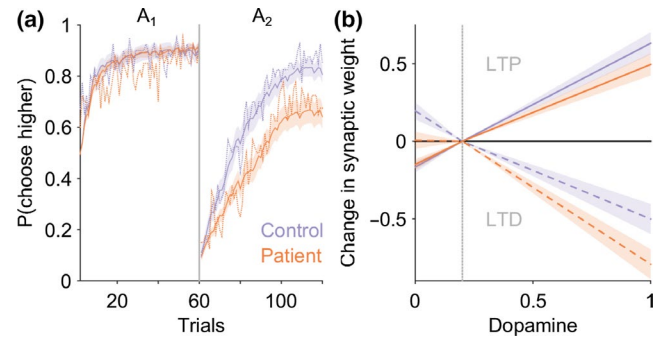 (a)
A1
A2
P(choose higher)
1
0.8
0.6
0.4
0.2
0
20
60
80
100
Trials
Control
Patient
(b)
Change in synaptic weight
0.5
0
−0.5
LTP
LTD
0
0.5
1
Dopamine